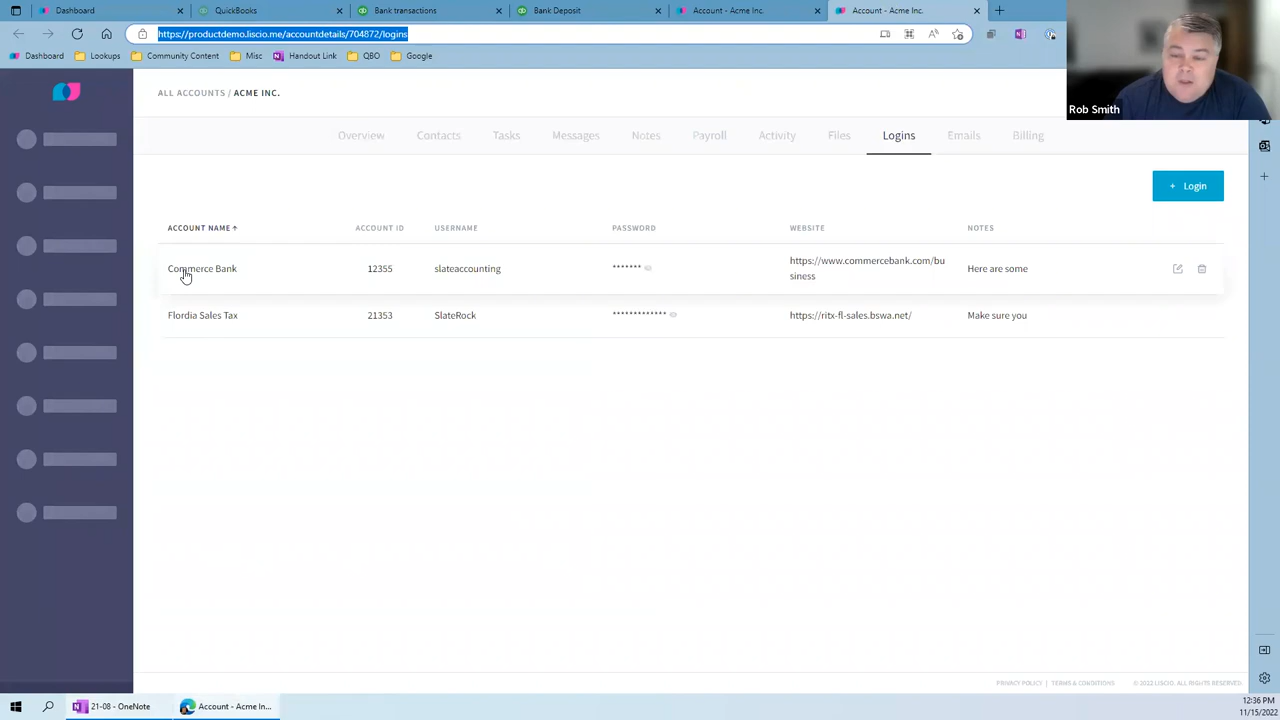 Dashboard
QuickBooks
Bank transactions
Bank Deposit
Account - Acme Inc.
Account - Acme Inc.
https://productdemo.liscio.me/accountdetails/704872/logins
Dashboard
Lookups
Community Content
Misc
Handout Link
QBO
Google
Rob Smith
ALL ACCOUNTS / ACME INC.
Overview
Contacts
Tasks
Messages
Notes
Payroll
Activity
Files
Logins
Emails
Billing
+ Login
ACCOUNT NAME ACCOUNT ID USERNAME PASSWORD WEBSITE NOTES
Commerce Bank 12355 slateaccounting ******* https://www.commercebank.com/bu Here are some
siness
Flordia Sales Tax 21353 SlateRock ************* https://ritx-fl-sales.bswa.net/ Make sure you
PRIVACY POLICY | TERMS & CONDITIONS © 2022 LISCIO. ALL RIGHTS RESERVED.
21-08 - OneNote
Account - Acme In...
12:36 PM
11/15/2022